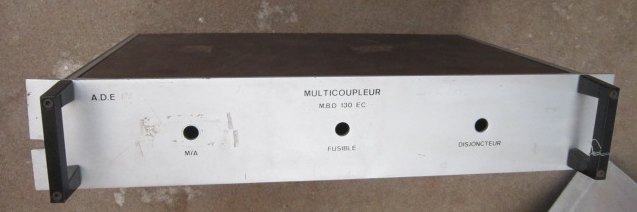 A.D.E
MULTICOUPLEUR
M.B.D 130 EC
M/A
FUSIBLE
DISJONCTEUR